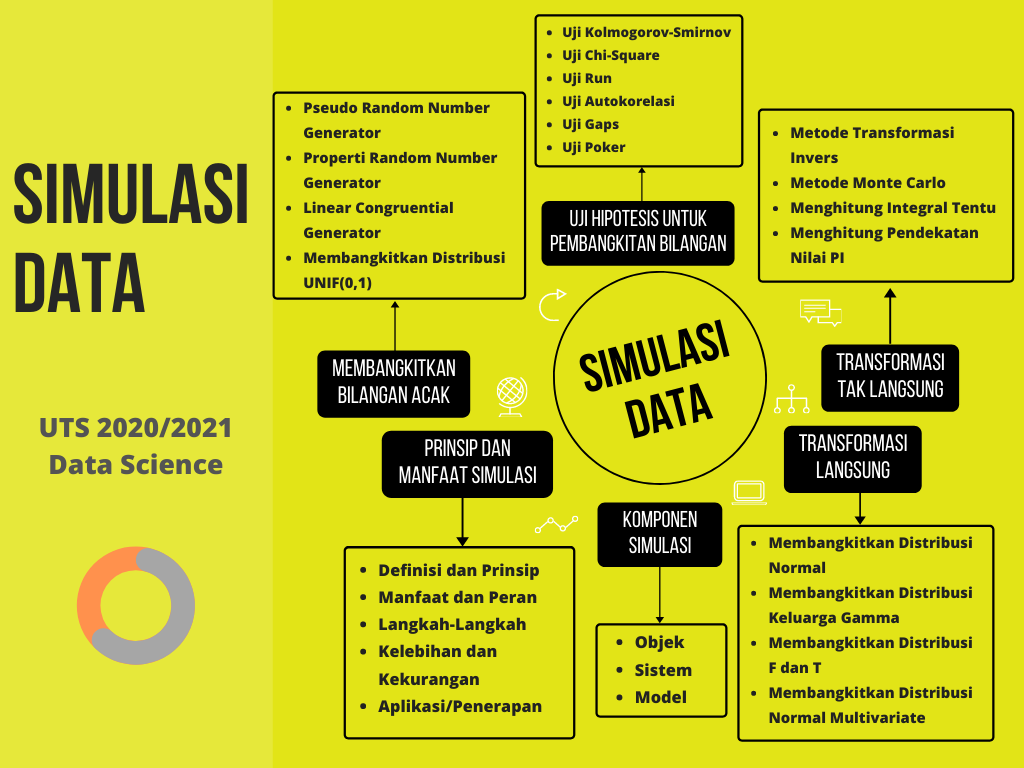 SIMULASI
DATA
UTS 2020/2021
Data Science
• Pseudo Random Number
Generator
• Properti Random Number
Generator
• Linear Congruential
Generator
• Membangkitkan Distribusi
UNIF(0,1)
MEMBANGKITKAN
BILANGAN ACAK
• Uji Kolmogorov-Smirnov
• Uji Chi-Square
• Uji Run
• Uji Autokorelasi
• Uji Gaps
• Uji Poker
UJI HIPOTESIS UNTUK
PEMBANGKITAN BILANGAN
• Metode Transformasi
Invers
• Metode Monte Carlo
• Menghitung Integral Tentu
• Menghitung Pendekatan
Nilai PI
TRANSFORMASI
TAK LANGSUNG
SIMULASI
DATA
PRINSIP DAN
MANFAAT SIMULASI
• Definisi dan Prinsip
• Manfaat dan Peran
• Langkah-Langkah
• Kelebihan dan
Kekurangan
• Aplikasi/Penerapan
KOMPONEN
SIMULASI
• Objek
• Sistem
• Model
TRANSFORMASI
LANGSUNG
• Membangkitkan Distribusi
Normal
• Membangkitkan Distribusi
Keluarga Gamma
• Membangkitkan Distribusi
F dan T
• Membangkitkan Distribusi
Normal Multivariate